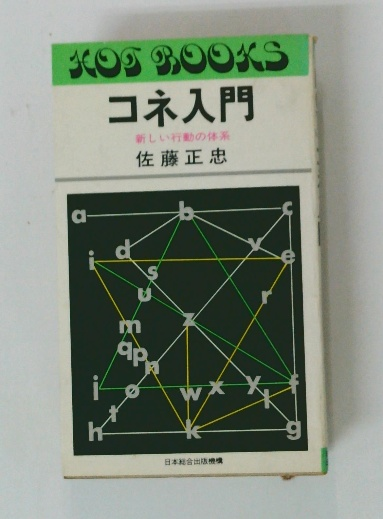 HOT BOOKS
コネ入門
新しい行動の体系
佐藤正忠
a b c
d v e
i s
u r
m z
q p n
j o w x y f
t l
h k g
日本総合出版機構